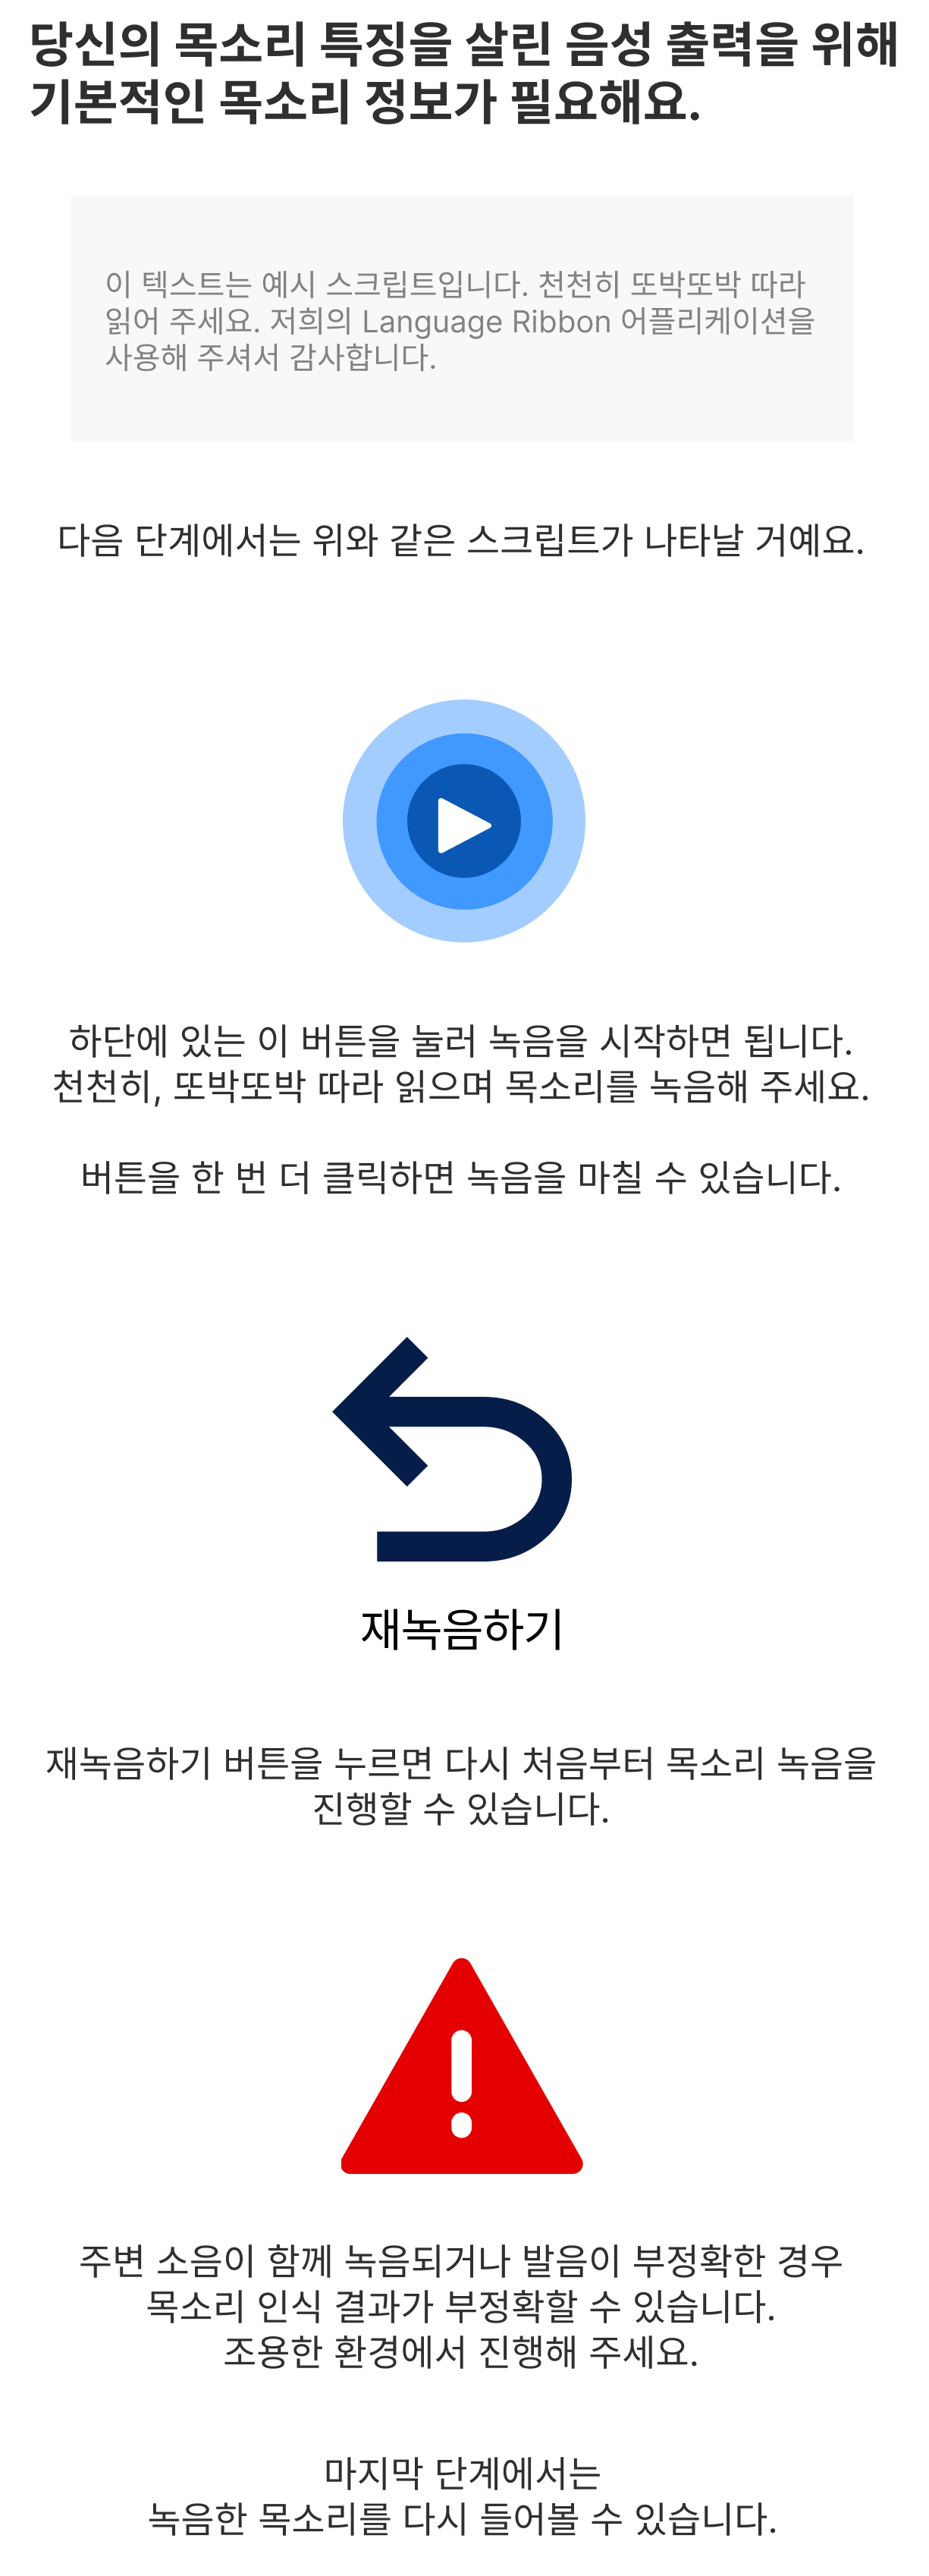 당신의 목소리 특징을 살린 음성 출력을 위해
기본적인 목소리 정보가 필요해요.
이 텍스트는 예시 스크립트입니다. 천천히 또박또박 따라
읽어 주세요. 저희의 Language Ribbon 어플리케이션을
사용해 주셔서 감사합니다.
다음 단계에서는 위와 같은 스크립트가 나타날 거예요.
하단에 있는 이 버튼을 눌러 녹음을 시작하면 됩니다.
천천히, 또박또박 따라 읽으며 목소리를 녹음해 주세요.
버튼을 한 번 더 클릭하면 녹음을 마칠 수 있습니다.
재녹음하기
재녹음하기 버튼을 누르면 다시 처음부터 목소리 녹음을
진행할 수 있습니다.
주변 소음이 함께 녹음되거나 발음이 부정확한 경우
목소리 인식 결과가 부정확할 수 있습니다.
조용한 환경에서 진행해 주세요.
마지막 단계에서는
녹음한 목소리를 다시 들어볼 수 있습니다.